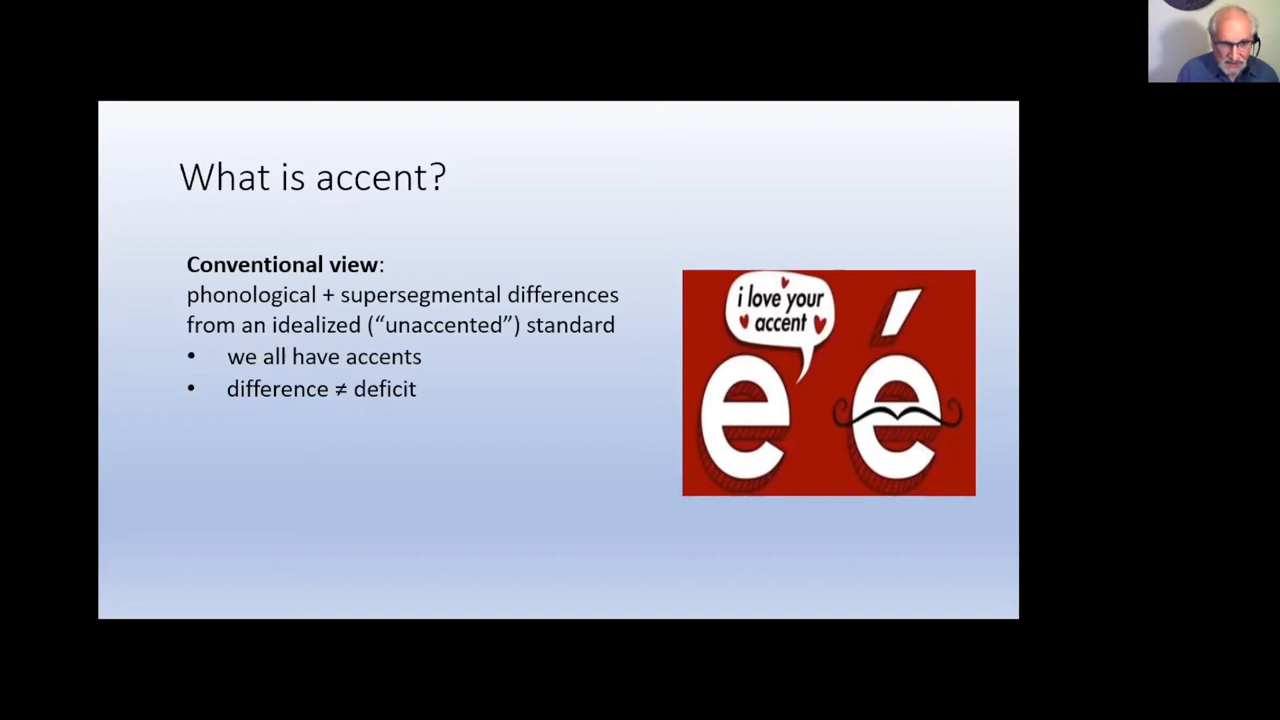 What is accent?
Conventional view:
phonological + supersegmental differences
from an idealized (“unaccented”) standard
• we all have accents
• difference ≠ deficit
i love your
accent
e é